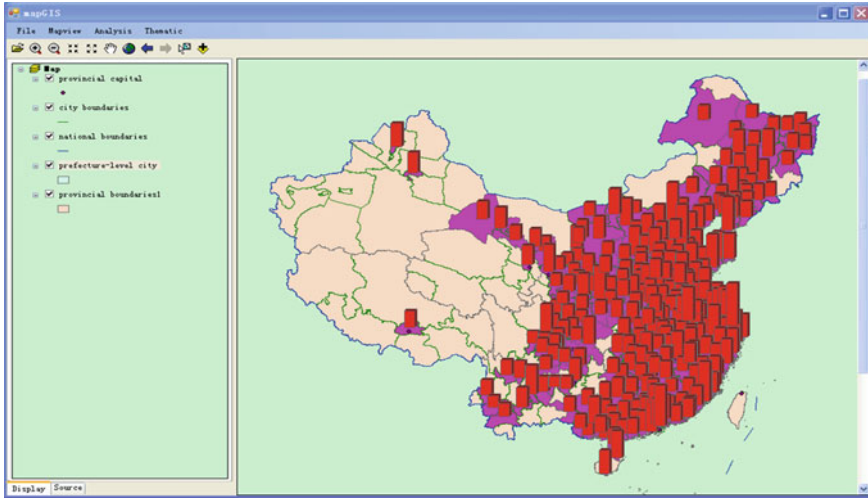 mapGIS
File Mapview Analysis Thematic
Map
provincial capital
city boundaries
national boundaries
prefecture-level city
provincial boundaries1
Display Source